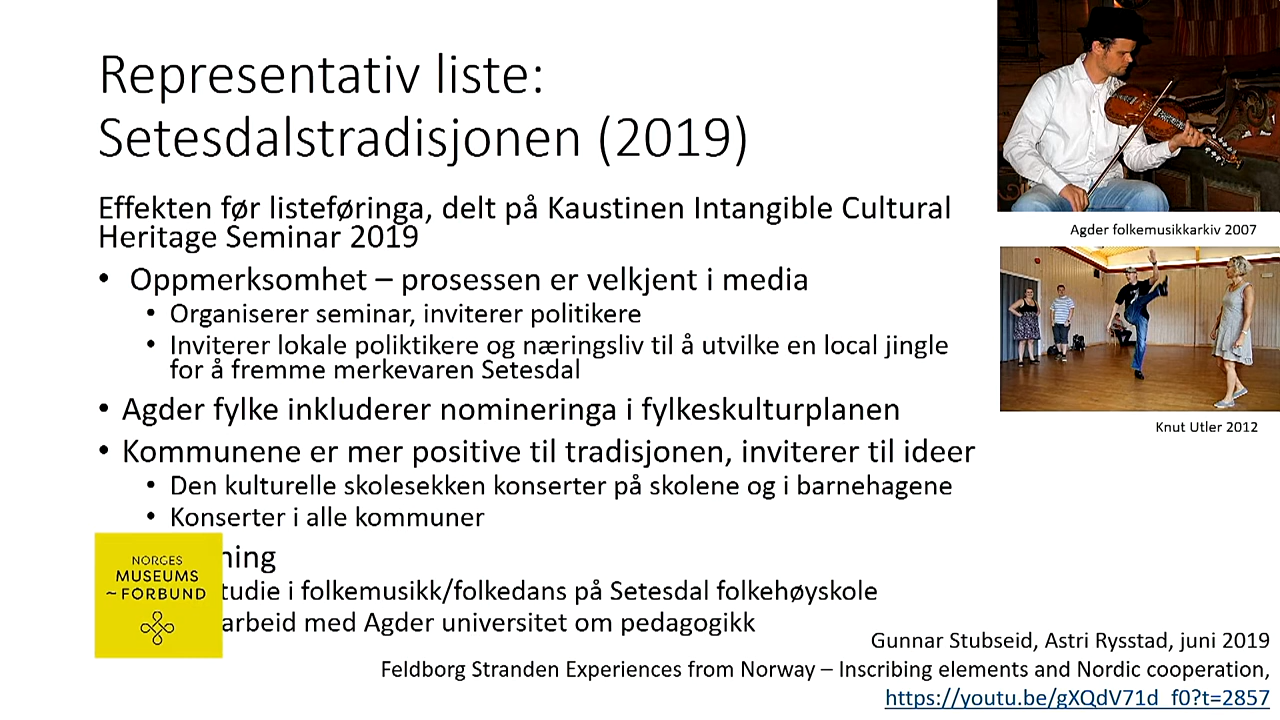 Representativ liste:
Setesdalstradisjonen (2019)
Effekten før listeføringa, delt på Kaustinen Intangible Cultural
Heritage Seminar 2019
• Oppmerksomhet – prosessen er velkjent i media
• Organiserer seminar, inviterer politikere
• Inviterer lokale poliktikere og næringsliv til å utvilke en local jingle
for å fremme merkevaren Setesdal
• Agder fylke inkluderer nomineringa i fylkeskulturplanen
• Kommunene er mer positive til tradisjonen, inviterer til ideer
• Den kulturelle skolesekken konserter på skolene og i barnehagene
• Konserter i alle kommuner
ning
tudie i folkemusikk/folkedans på Setesdal folkehøyskole
arbeid med Agder universitet om pedagogikk
NORGES
MUSEUMS
~FORBUND
Agder folkemusikkarkiv 2007
Knut Utler 2012
Gunnar Stubseid, Astri Rysstad, juni 2019
Feldborg Stranden Experiences from Norway – Inscribing elements and Nordic cooperation,
https://youtu.be/gXQdV71d_f0?t=2857